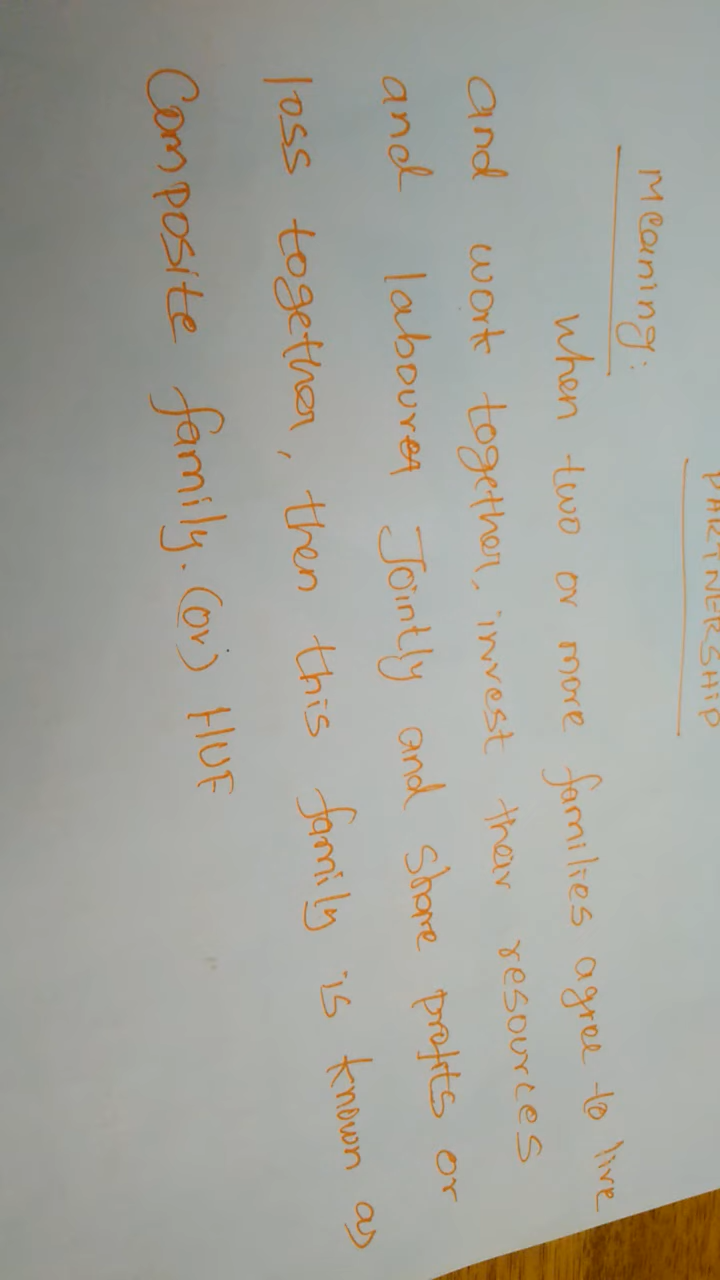 PARTNERSHIP
Meaning:
When two or more families agree to live
and work together, invest their resources
and labourer Jointly and share profits or
loss together, then this family is known as
Composite family. (or) HUF